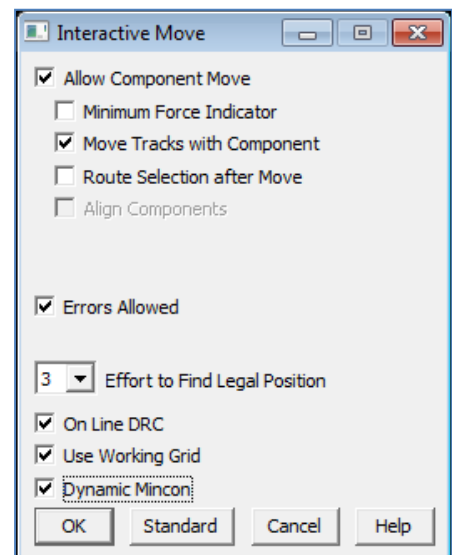 Interactive Move
Allow Component Move
Minimum Force Indicator
Move Tracks with Component
Route Selection after Move
Align Components
Errors Allowed
3 Effort to Find Legal Position
On Line DRC
Use Working Grid
Dynamic Mincon
OK Standard Cancel Help